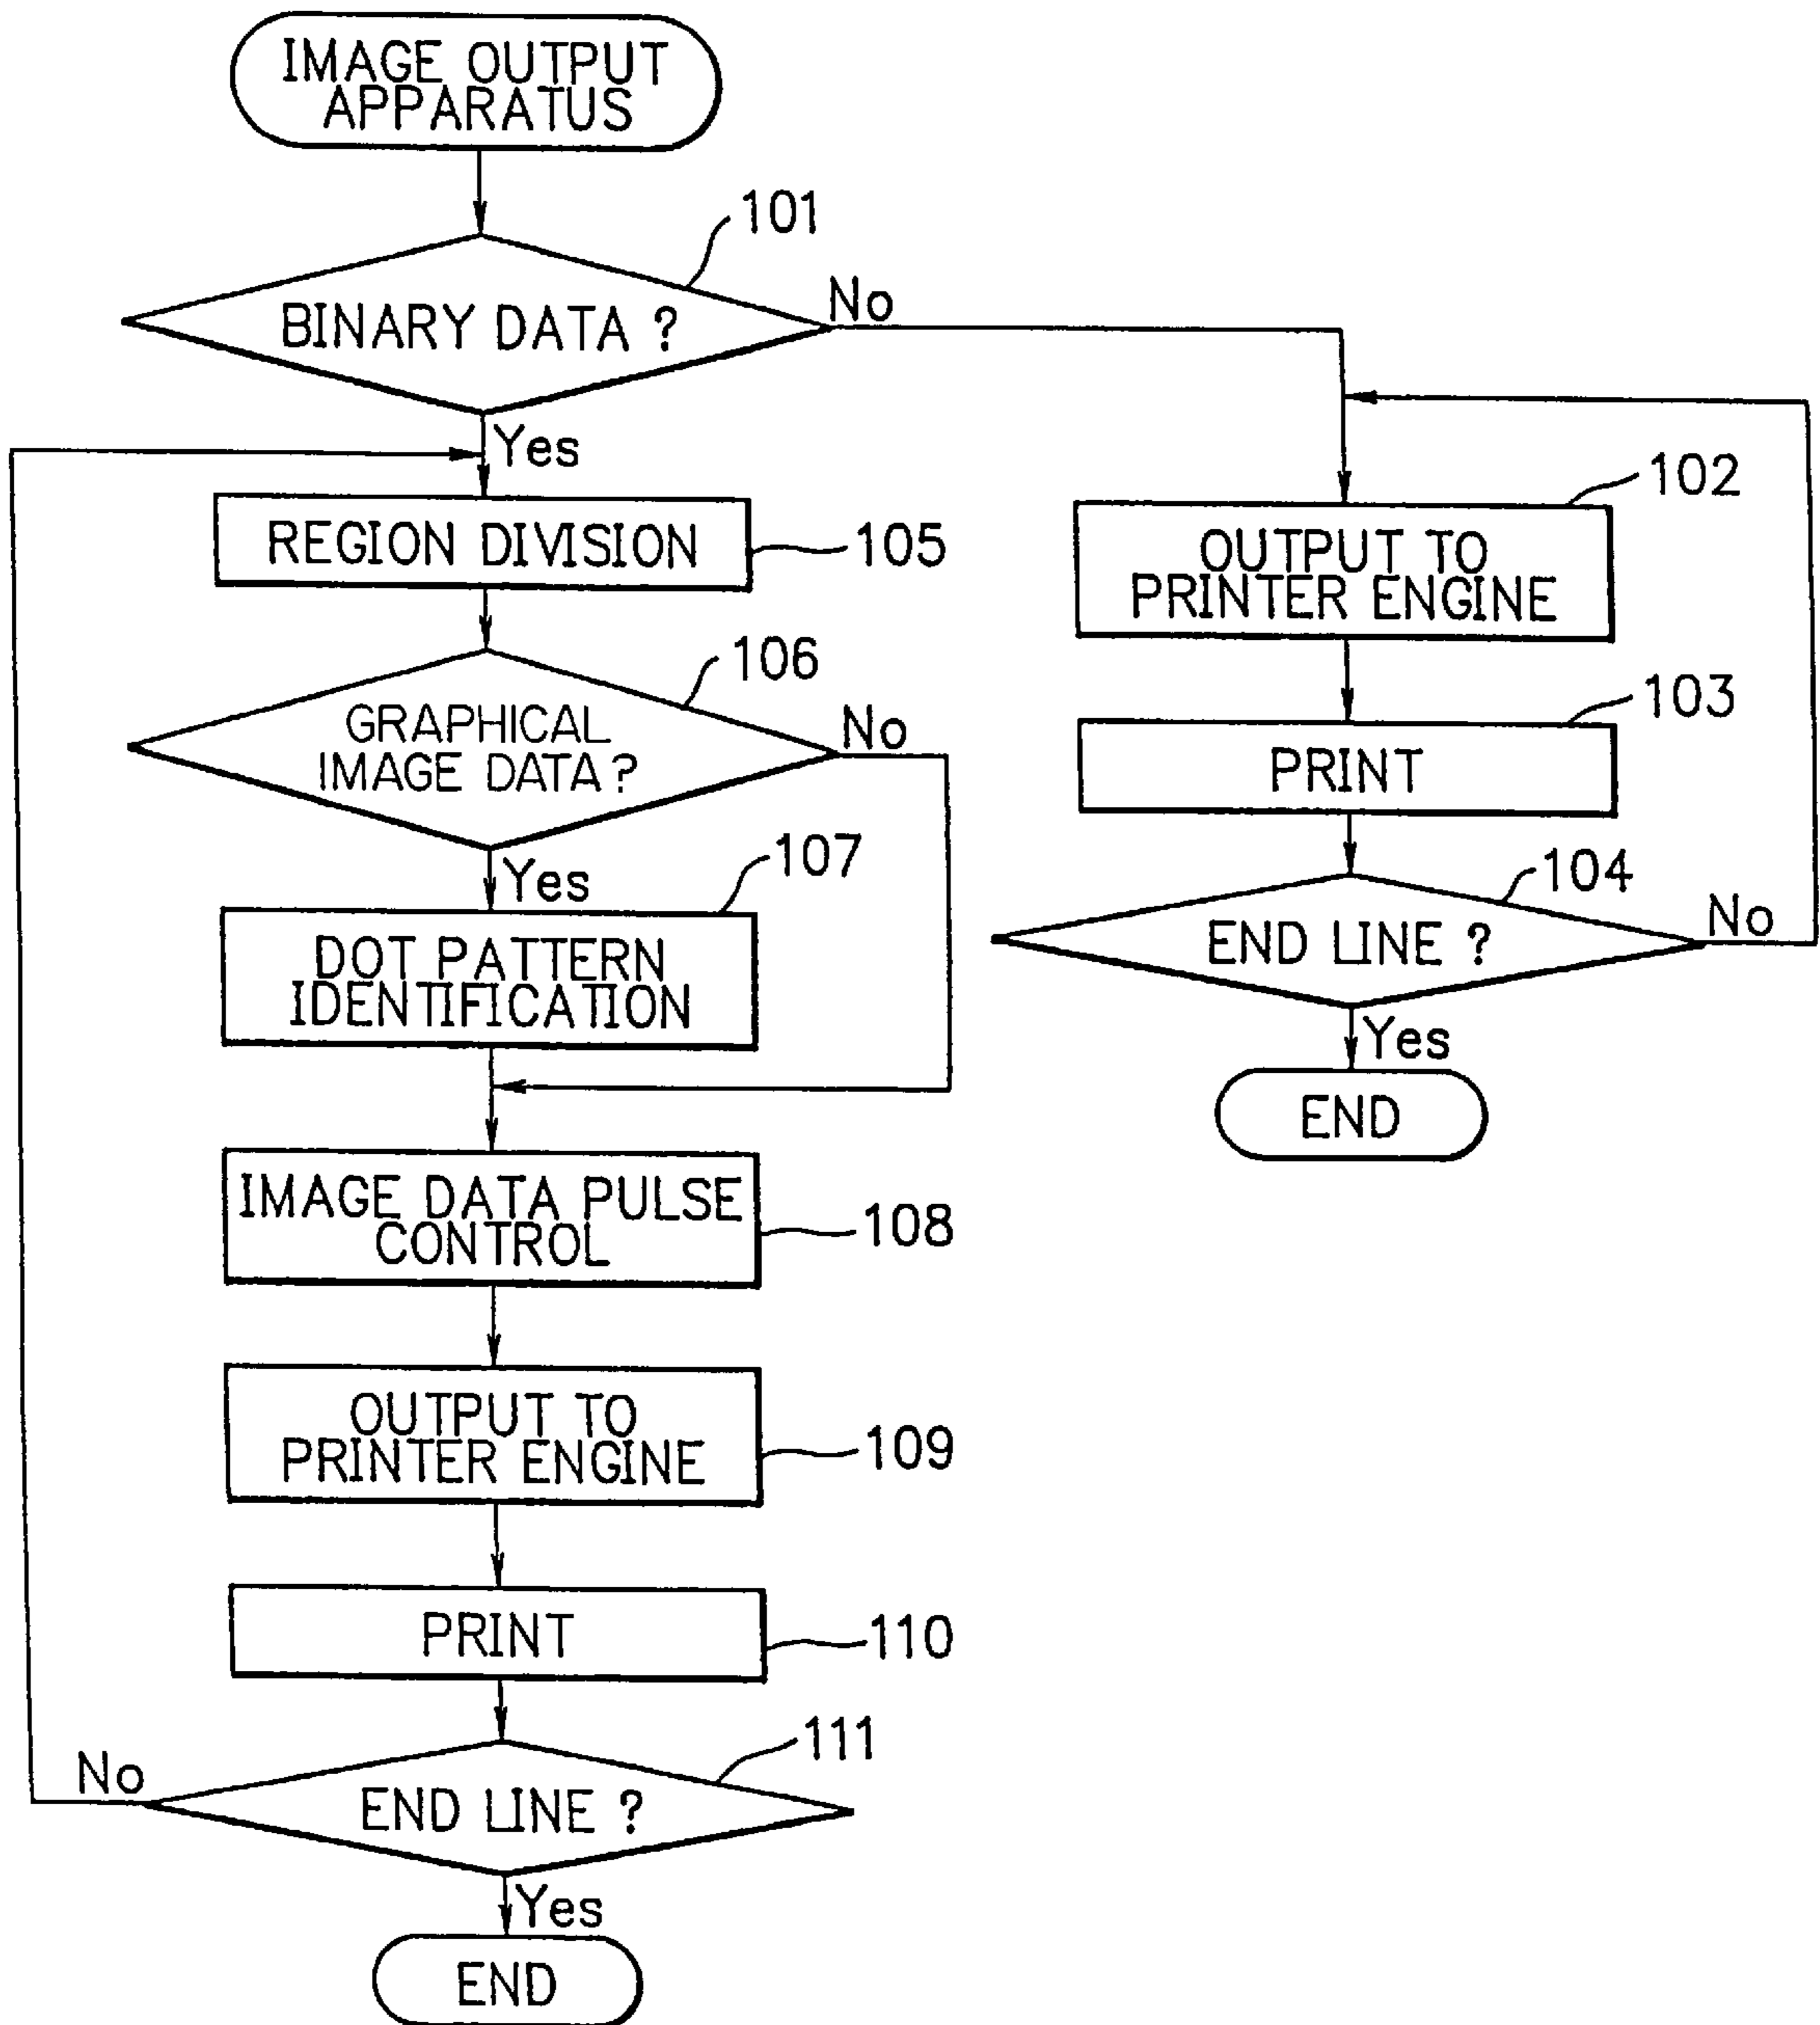 IMAGE OUTPUT
APPARATUS
101
BINARY DATA ?
No
Yes
REGION DIVISION
105
106
GRAPHICAL
IMAGE DATA ?
No
Yes
107
DOT PATTERN
IDENTIFICATION
IMAGE DATA PULSE
CONTROL
108
OUTPUT TO
PRINTER ENGINE
109
PRINT
110
111
END LINE ?
No
Yes
END
102
OUTPUT TO
PRINTER ENGINE
103
PRINT
104
END LINE ?
No
Yes
END